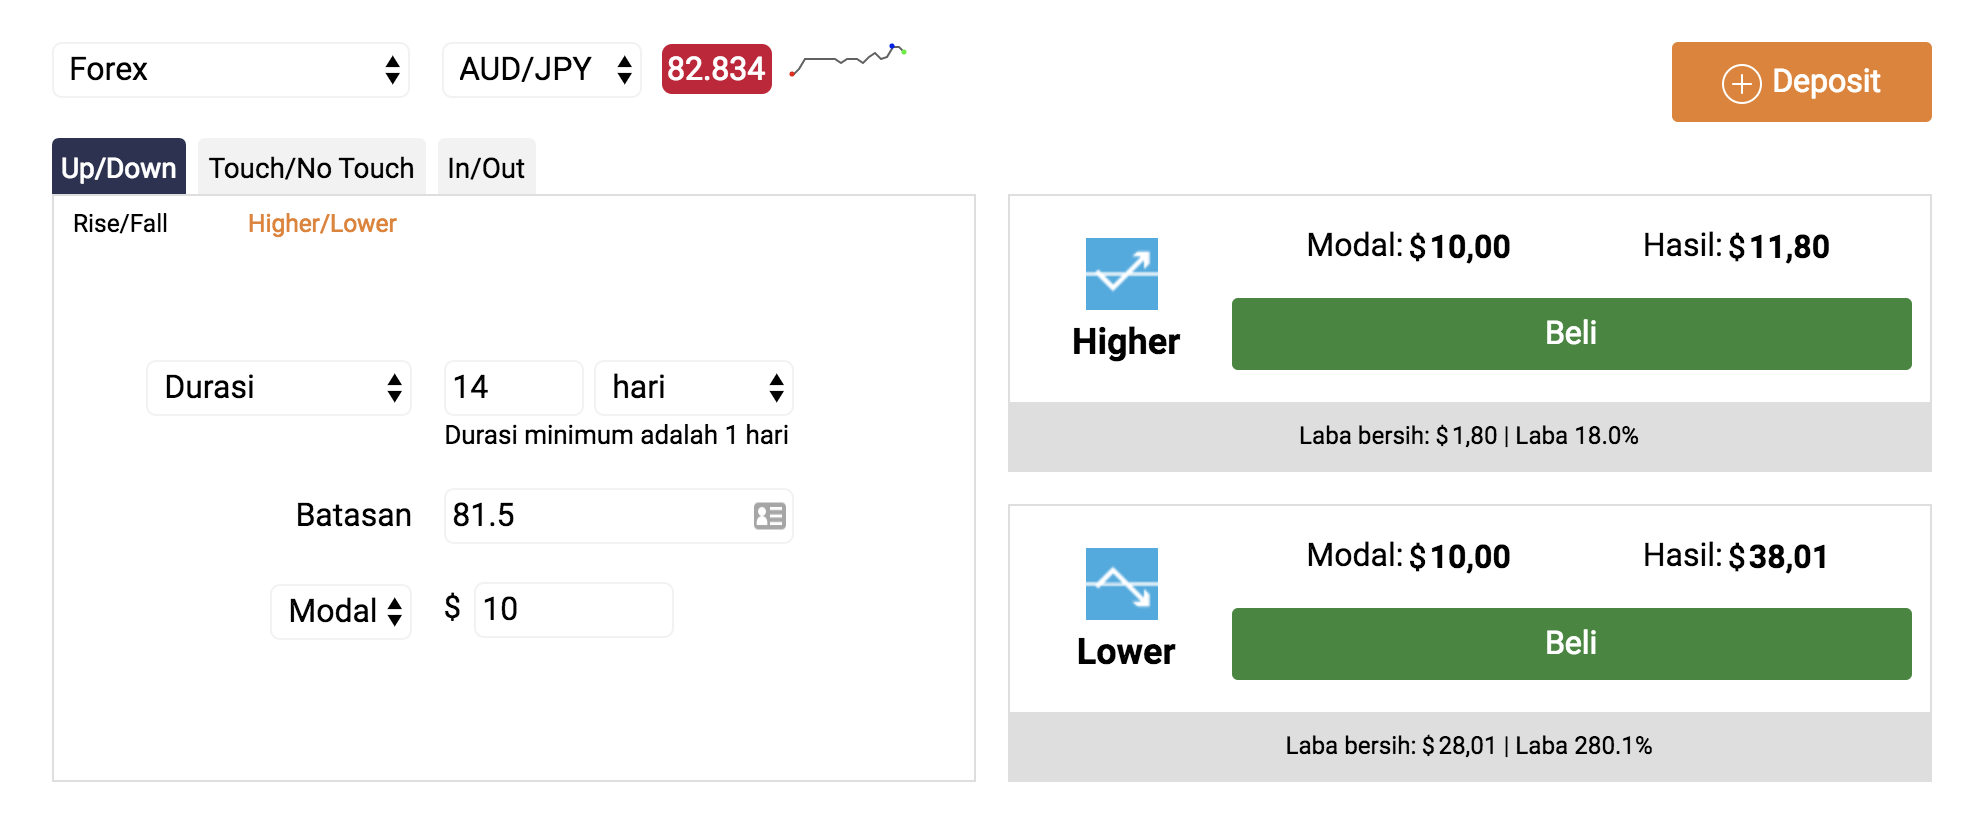 Forex AUD/JPY 82.834
Deposit
Up/Down Touch/No Touch In/Out
Rise/Fall Higher/Lower
Durasi 14 hari
Durasi minimum adalah 1 hari
Batasan 81.5
Modal $ 10
Modal: $ 10,00 Hasil: $ 11,80
Higher
Beli
Laba bersih: $ 1,80 | Laba 18.0%
Modal: $ 10,00 Hasil: $ 38,01
Lower
Beli
Laba bersih: $ 28,01 | Laba 280.1%